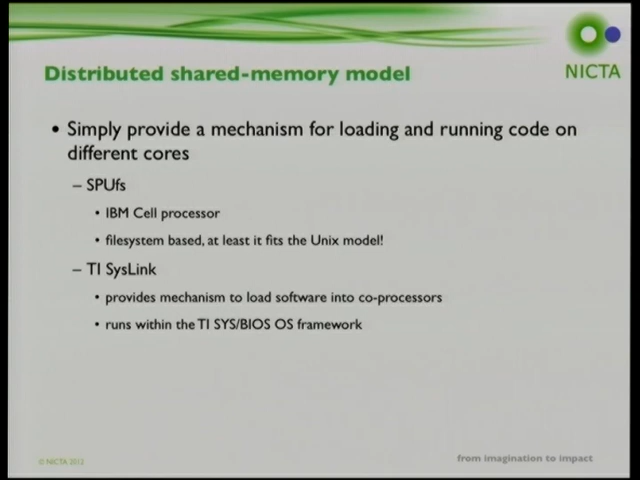 NICTA
Distributed shared-memory model
• Simply provide a mechanism for loading and running code on
different cores
– SPUfs
• IBM Cell processor
• filesystem based, at least it fits the Unix model!
– TI SysLink
• provides mechanism to load software into co-processors
• runs within the TI SYS/BIOS OS framework
© NICTA 2012
from imagination to impact